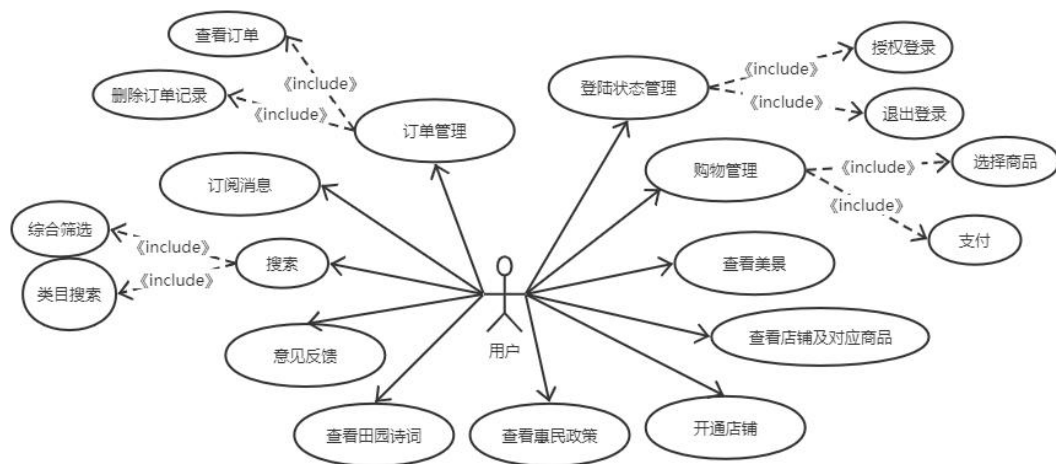 查看订单
授权登录
《include》
《include》
删除订单记录
登陆状态管理
《include》
《include》
订单管理
退出登录
选择商品
购物管理
《include》
订阅消息
《include》
综合筛选
支付
《include》
搜索
查看美景
《include》
类目搜索
查看店铺及对应商品
用户
意见反馈
查看田园诗词
查看惠民政策
开通店铺